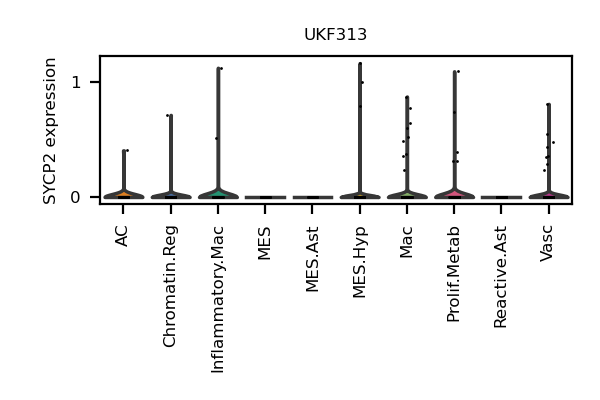 UKF313
SYCP2 expression
1
0
AC
Chromatin.Reg
Inflammatory.Mac
MES
MES.Ast
MES.Hyp
Mac
Prolif.Metab
Reactive.Ast
Vasc